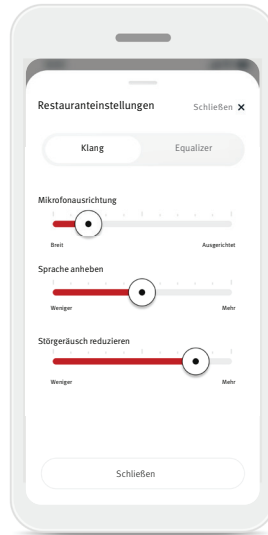 Restauranteinstellungen Schließen ×
Klang Equalizer
Mikrofonausrichtung
Breit Ausgerichtet
Sprache anheben
Weniger Mehr
Störgeräusch reduzieren
Weniger Mehr
Schließen